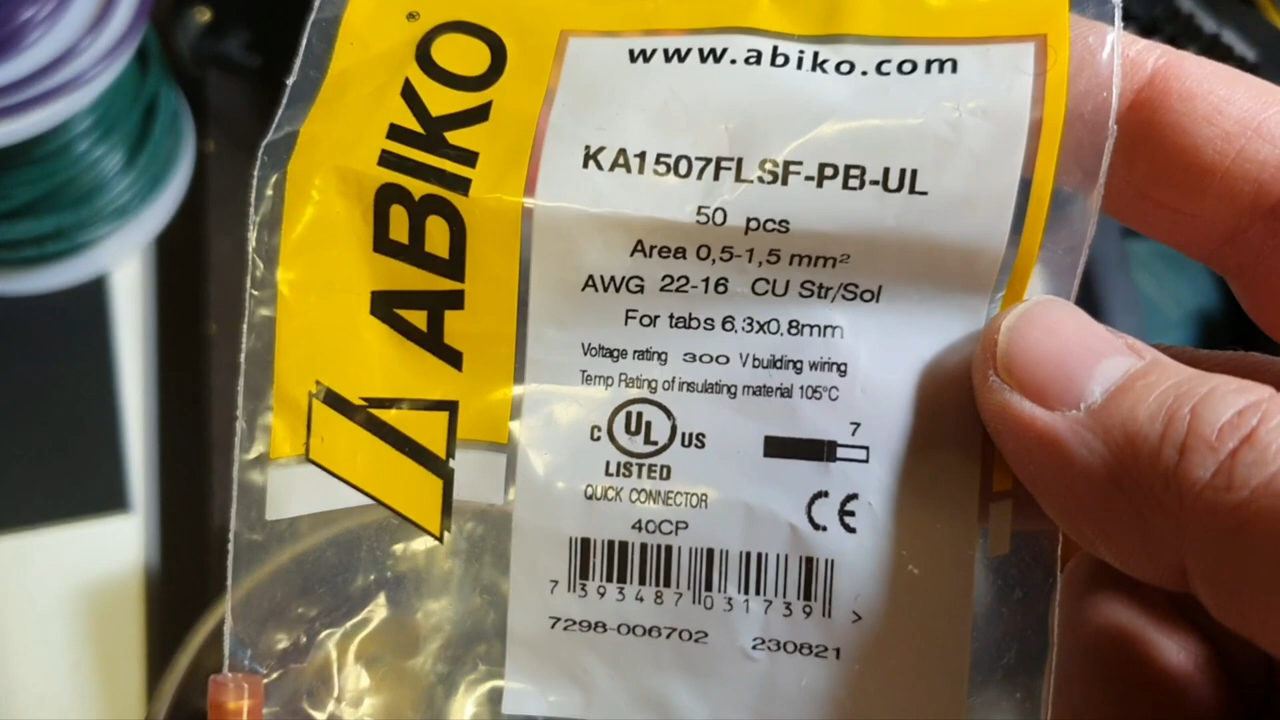 ABIKO®
www.abiko.com
KA1507FLSF-PB-UL
50 pcs
Area 0,5-1,5 mm²
AWG 22-16 CU Str/Sol
For tabs 6.3x0.8mm
Voltage rating 300 V building wiring
Temp Rating of insulating material 105°C
C UL US
LISTED
7
QUICK CONNECTOR
CE
40CP
7 393487 031739 >
7298-006702 230821